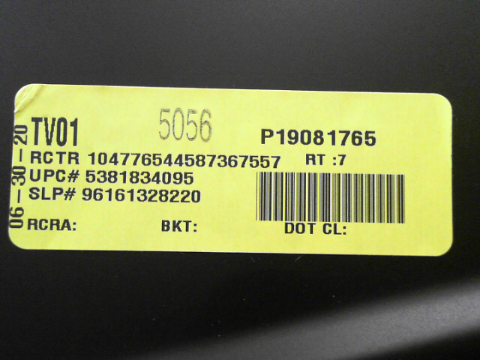 06-30-20
TV01 5056 P19081765
RCTR 104776544587367557 RT :7
UPC# 5381834095
SLP# 96161328220
RCRA: BKT: DOT CL: